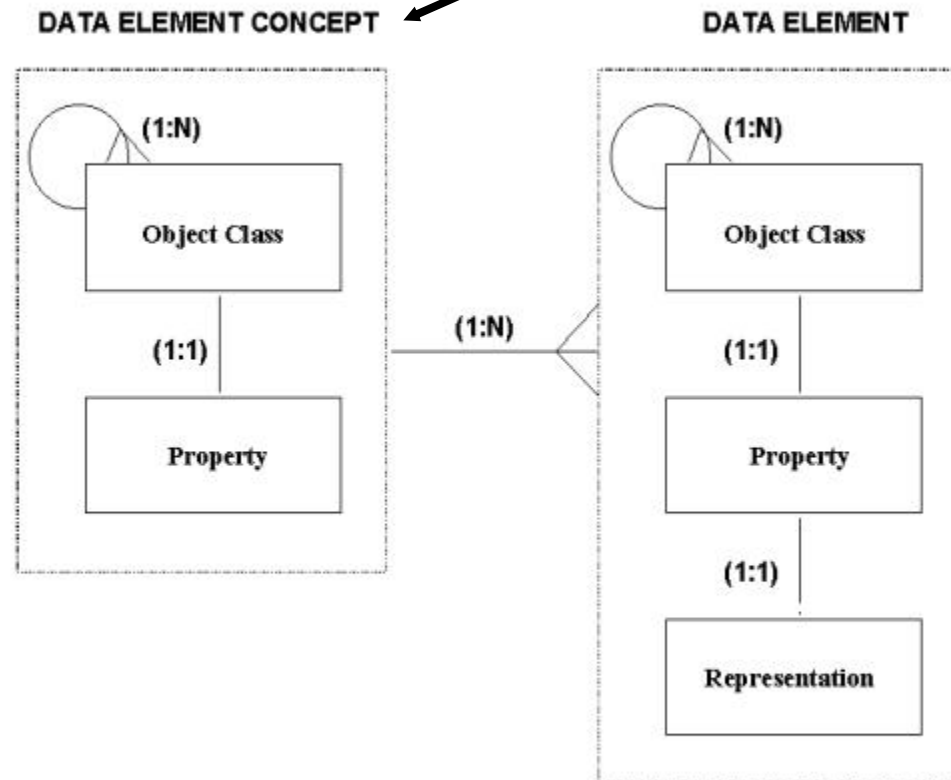 DATA ELEMENT CONCEPT
DATA ELEMENT
(1:N)
Object Class
(1:1)
Property
(1:N)
(1:N)
Object Class
(1:1)
Property
(1:1)
Representation